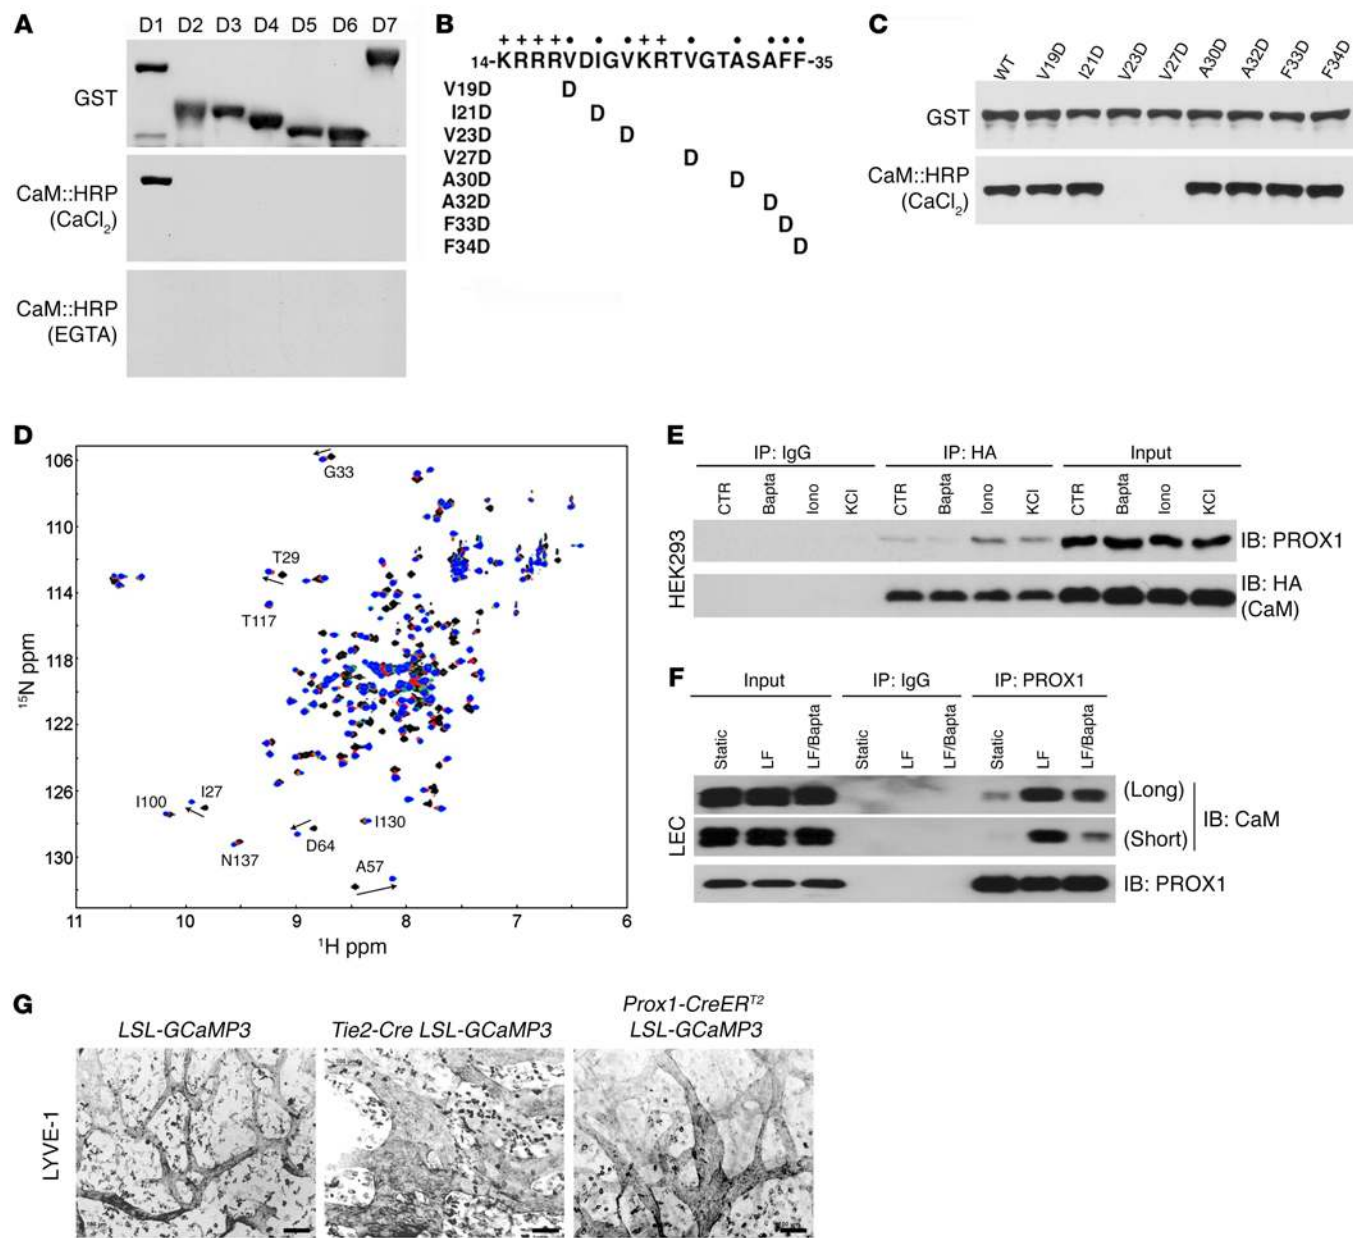 A
D1 D2 D3 D4 D5 D6 D7
GST
CaM::HRP
(CaCl₂)
CaM::HRP
(EGTA)
B
++++• • •++ • • •••
14-KRRRVDIGVKRTVGTASAFF-35
V19D D
I21D D
V23D D
V27D D
A30D D
A32D D
F33D D
F34D D
C
WT V19D I21D V23D V27D A30D A32D F33D F34D
GST
CaM::HRP
(CaCl₂)
D
¹⁵N ppm
106
110
114
118
122
126
130
G33
T29
T117
I100
I27
N137
D64
I130
A57
11 10 9 8 7 6
¹H ppm
E
IP: IgG IP: HA Input
CTR Bapta Iono KCl CTR Bapta Iono KCl CTR Bapta Iono KCl
HEK293
IB: PROX1
IB: HA
(CaM)
F
Input IP: IgG IP: PROX1
Static LF LF/Bapta Static LF LF/Bapta Static LF LF/Bapta
LEC
(Long)
(Short)
IB: CaM
IB: PROX1
G
LSL-GCaMP3
Tie2-Cre LSL-GCaMP3
Prox1-CreERᵀ²
LSL-GCaMP3
LYVE-1